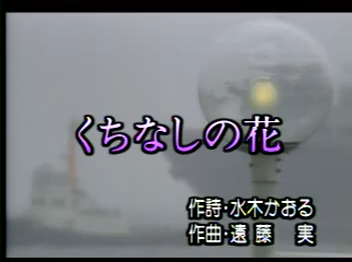 くちなしの花
作詩・水木かおる
作曲・遠藤 実